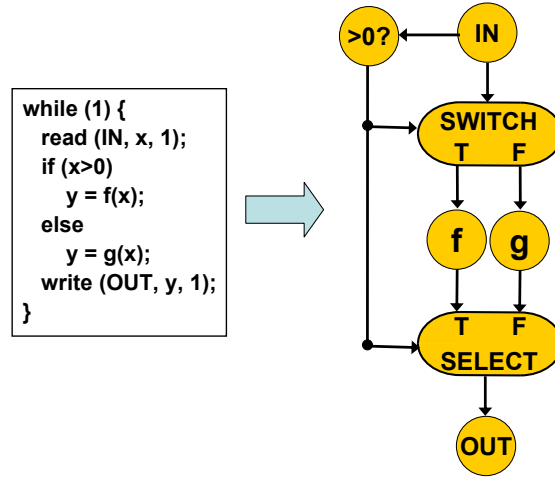 while (1) {
read (IN, x, 1);
if (x>0)
y = f(x);
else
y = g(x);
write (OUT, y, 1);
}
>0?
IN
SWITCH
T F
f
g
T F
SELECT
OUT